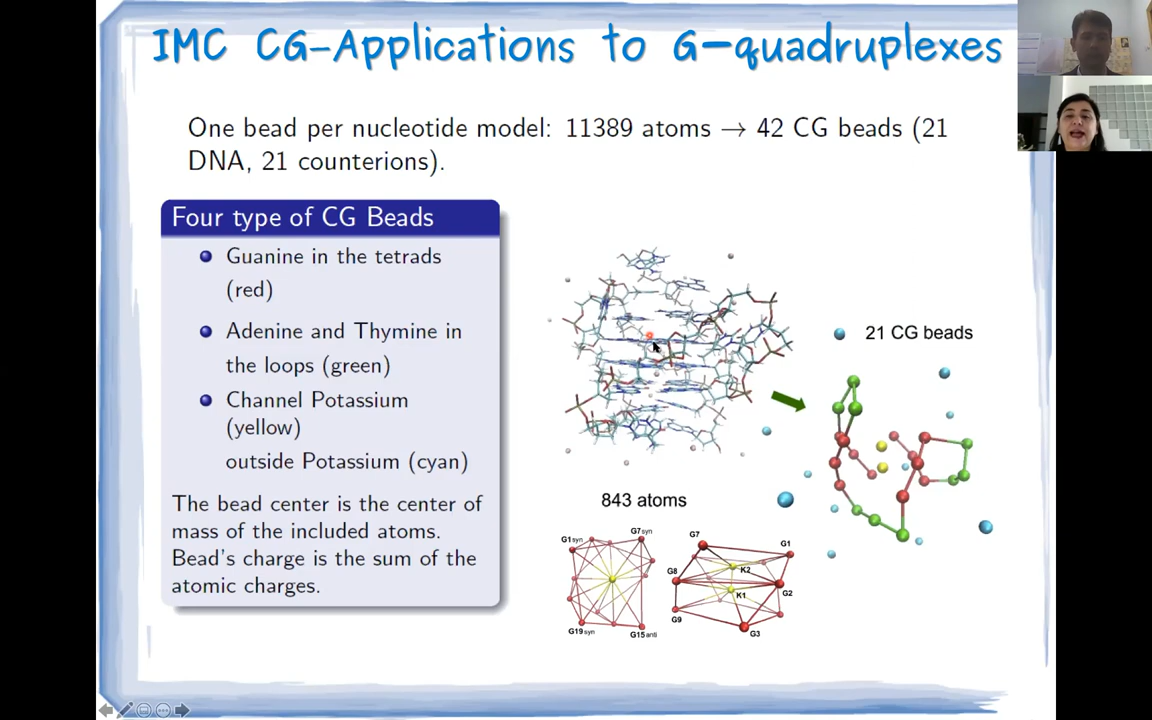 IMC CG-Applications to G-quadruplexes
One bead per nucleotide model: 11389 atoms → 42 CG beads (21
DNA, 21 counterions).
Four type of CG Beads
Guanine in the tetrads
(red)
Adenine and Thymine in
the loops (green)
Channel Potassium
(yellow)
outside Potassium (cyan)
The bead center is the center of
mass of the included atoms.
Bead's charge is the sum of the
atomic charges.
843 atoms
21 CG beads
G1syn
G7syn
G19syn
G15anti
G7
G1
K2
G8
K1
G2
G9
G3